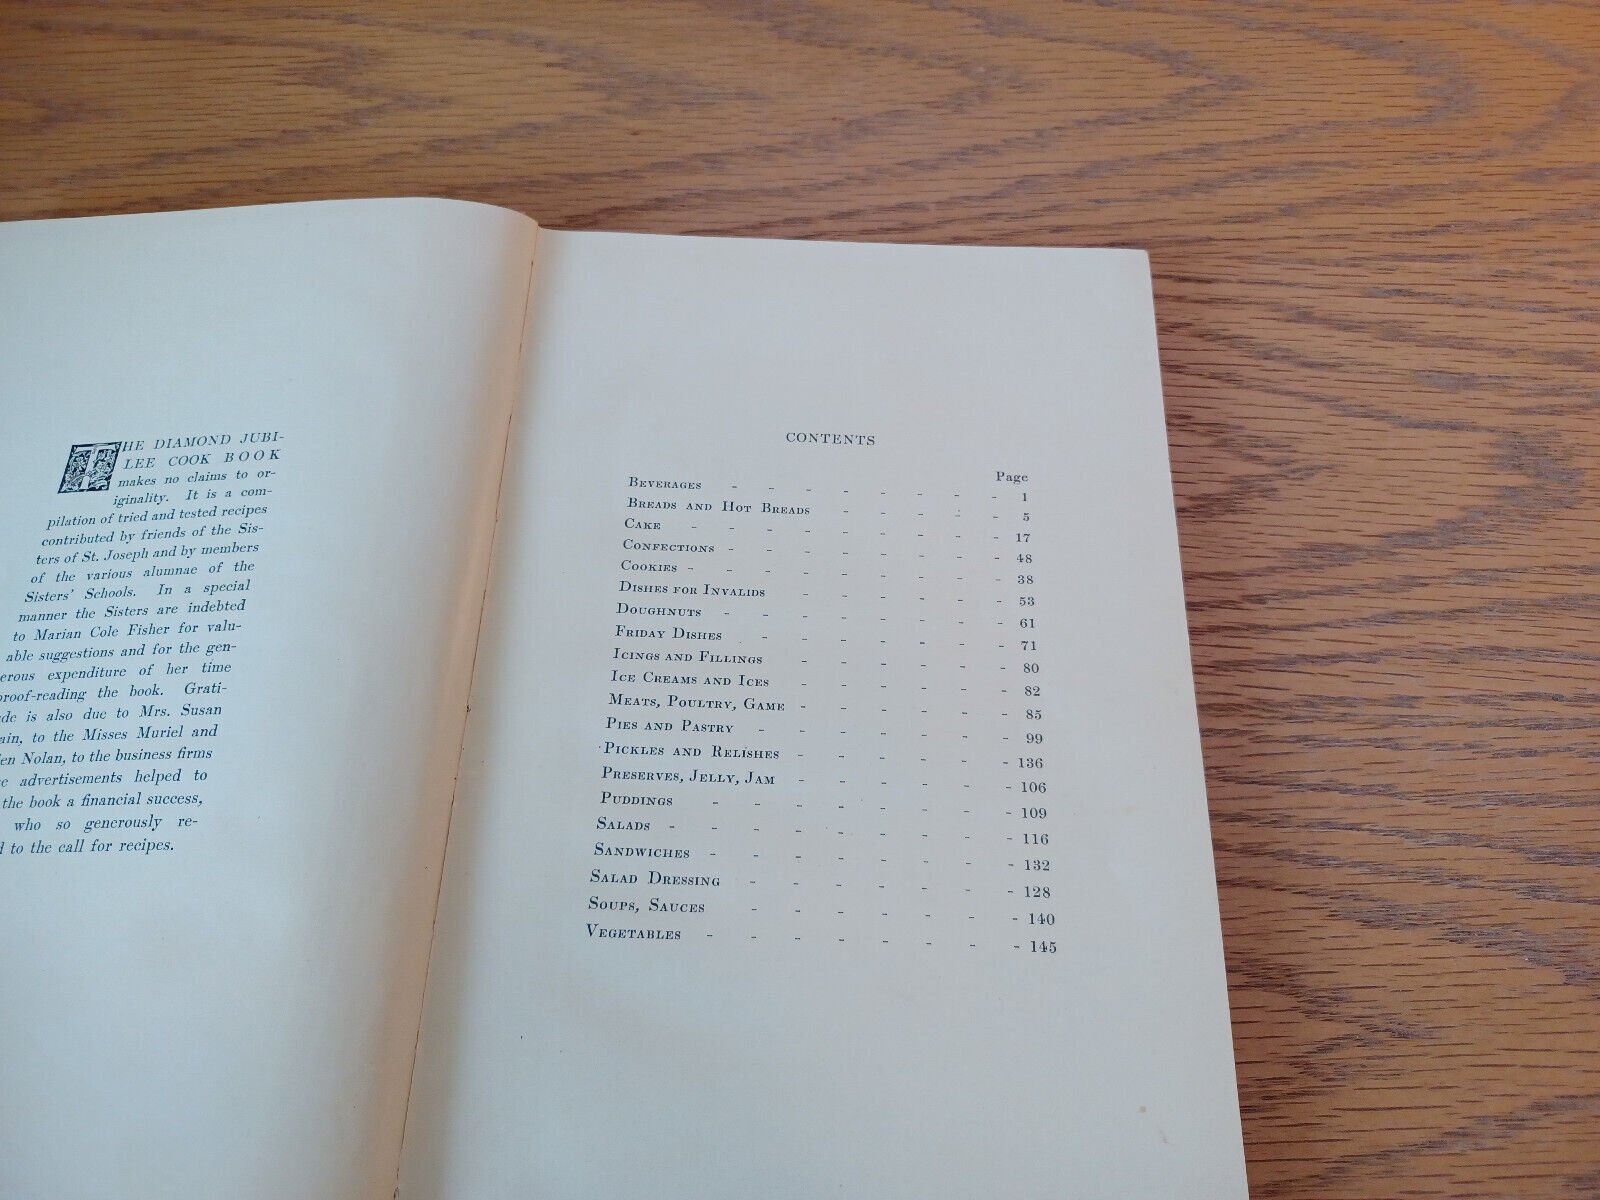 THE DIAMOND JUBI-
LEE COOK BOOK
makes no claims to or-
iginality. It is a com-
pilation of tried and tested recipes
contributed by friends of the Sis-
ters of St. Joseph and by members
of the various alumnae of the
Sisters' Schools. In a special
manner the Sisters are indebted
to Marian Cole Fisher for valu-
able suggestions and for the gen-
erous expenditure of her time
proof-reading the book. Grati-
de is also due to Mrs. Susan
ain, to the Misses Muriel and
en Nolan, to the business firms
e advertisements helped to
the book a financial success,
who so generously re-
d to the call for recipes.
CONTENTS
Page
BEVERAGES - - - - - - - - 1
BREADS AND HOT BREADS - - - - - 5
CAKE - - - - - - - - - 17
CONFECTIONS - - - - - - - - 48
COOKIES - - - - - - - - - 38
DISHES FOR INVALIDS - - - - - - 53
DOUGHNUTS - - - - - - - - 61
FRIDAY DISHES - - - - - - - 71
ICINGS AND FILLINGS - - - - - - 80
ICE CREAMS AND ICES - - - - - - 82
MEATS, POULTRY, GAME - - - - - - 85
PIES AND PASTRY - - - - - - - 99
PICKLES AND RELISHES - - - - - - 136
PRESERVES, JELLY, JAM - - - - - - 106
PUDDINGS - - - - - - - - 109
SALADS - - - - - - - - - 116
SANDWICHES - - - - - - - - 132
SALAD DRESSING - - - - - - - 128
SOUPS, SAUCES - - - - - - - 140
VEGETABLES - - - - - - - - 145